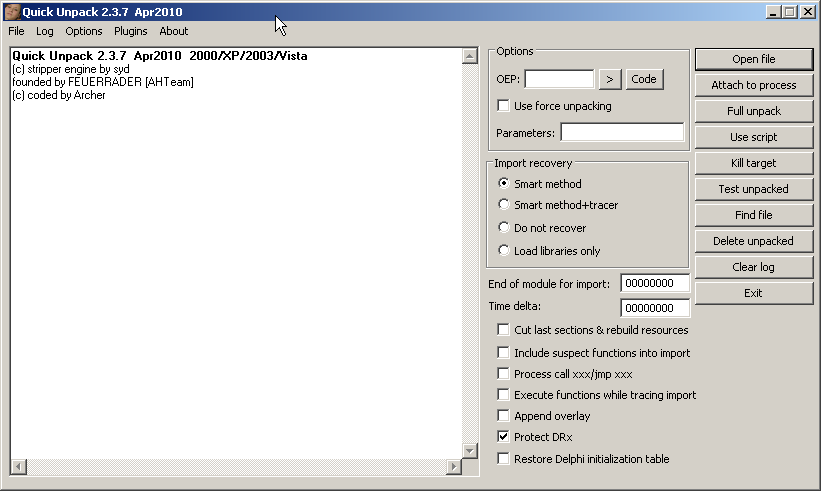 Quick Unpack 2.3.7 Apr2010
File Log Options Plugins About
Quick Unpack 2.3.7 Apr2010 2000/XP/2003/Vista
(c) stripper engine by syd
founded by FEUERRADER [AHTeam]
(c) coded by Archer
Options
OEP: > Code
Use force unpacking
Parameters:
Import recovery
Smart method
Smart method+tracer
Do not recover
Load libraries only
End of module for import: 00000000
Time delta: 00000000
Cut last sections & rebuild resources
Include suspect functions into import
Process call xxx/jmp xxx
Execute functions while tracing import
Append overlay
Protect DRx
Restore Delphi initialization table
Open file
Attach to process
Full unpack
Use script
Kill target
Test unpacked
Find file
Delete unpacked
Clear log
Exit